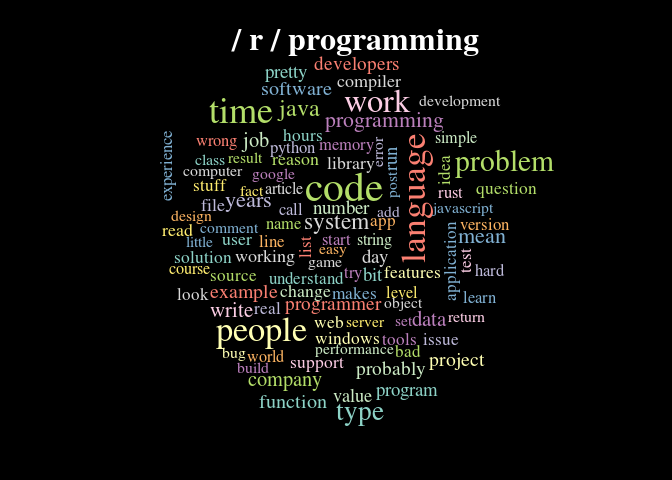 / r / programming
developers
pretty
compiler
software
work
development
time
java
programming
hours
experience
wrong
job
python
memory
error
language
simple
class
result
reason
library
run
idea
problem
computer
google
post
stuff
fact
article
code
rust
question
file
years
call
number
add
javascript
design
name
system
app
version
read
comment
mean
little
user
line
list
start
string
easy
application
test
solution
working
game
day
hard
course
source
understand
try
bit
features
look
example
change
makes
level
learn
write
real
programmer
object
people
web
server
set
data
return
windows
tools
issue
bug
world
performance
bad
build
support
probably
project
company
program
function
value
type